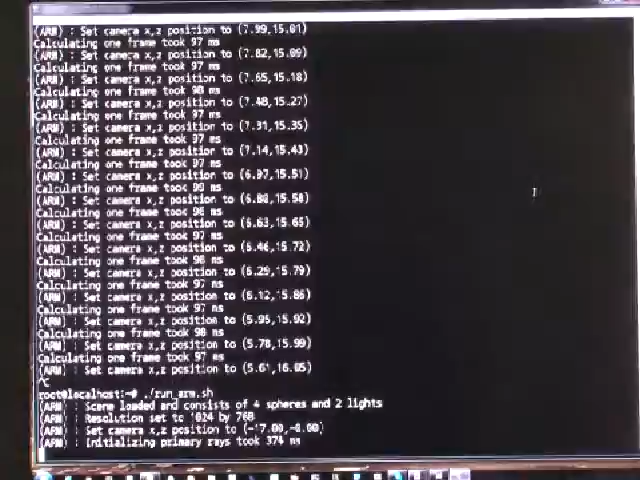 (ARM) : Set camera x,z position to (7.99,15.01)
Calculating one frame took 97 ms
(ARM) : Set camera x,z position to (7.82,15.09)
Calculating one frame took 97 ms
(ARM) : Set camera x,z position to (7.65,15.18)
Calculating one frame took 98 ms
(ARM) : Set camera x,z position to (7.48,15.27)
Calculating one frame took 97 ms
(ARM) : Set camera x,z position to (7.31,15.35)
Calculating one frame took 97 ms
(ARM) : Set camera x,z position to (7.14,15.43)
Calculating one frame took 97 ms
(ARM) : Set camera x,z position to (6.97,15.51)
Calculating one frame took 99 ms
(ARM) : Set camera x,z position to (6.80,15.58)
Calculating one frame took 96 ms
(ARM) : Set camera x,z position to (6.63,15.65)
Calculating one frame took 97 ms
(ARM) : Set camera x,z position to (6.46,15.72)
Calculating one frame took 98 ms
(ARM) : Set camera x,z position to (6.29,15.79)
Calculating one frame took 97 ms
(ARM) : Set camera x,z position to (6.12,15.86)
Calculating one frame took 97 ms
(ARM) : Set camera x,z position to (5.95,15.92)
Calculating one frame took 98 ms
(ARM) : Set camera x,z position to (5.78,15.99)
Calculating one frame took 97 ms
(ARM) : Set camera x,z position to (5.61,16.05)
^C
root@localhost:~# ./run_arm.sh
(ARM) : Scene loaded and consists of 4 spheres and 2 lights
(ARM) : Resolution set to 1024 by 768
(ARM) : Set camera x,z position to (-17.00,-0.00)
(ARM) : Initializing primary rays took 374 ms